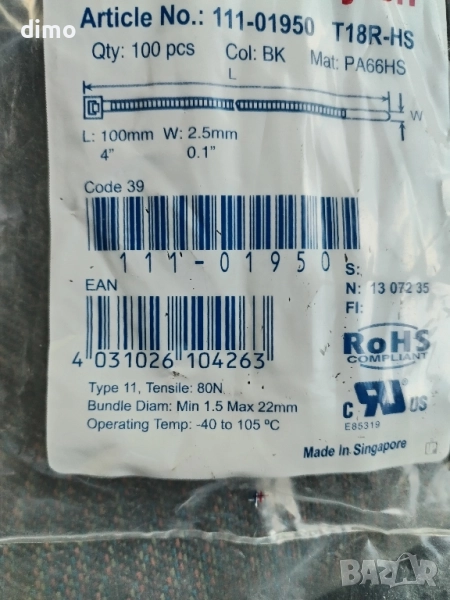 dimo
Article No.: 111-01950 T18R-HS
Qty: 100 pcs Col: BK Mat: PA66HS
L
W
L: 100mm W: 2.5mm
4" 0.1"
Code 39
111-01950
S:
N: 13 072 35
FI:
EAN
4 031026 104263
RoHS
COMPLIANT
Type 11, Tensile: 80N
Bundle Diam: Min 1.5 Max 22mm
Operating Temp: -40 to 105 ºC
C RU US
E85319
Made in Singapore
BAZAR